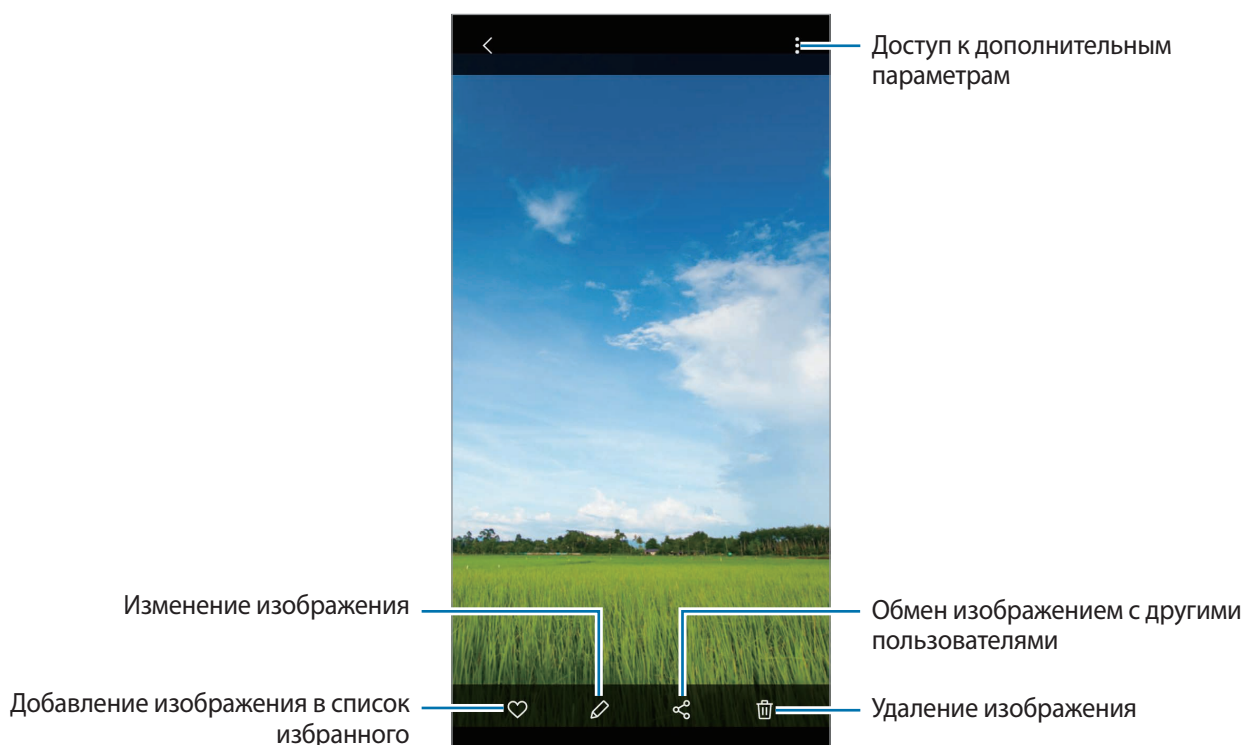 Доступ к дополнительным
параметрам
Изменение изображения
Обмен изображением с другими
пользователями
Добавление изображения в список
избранного
Удаление изображения